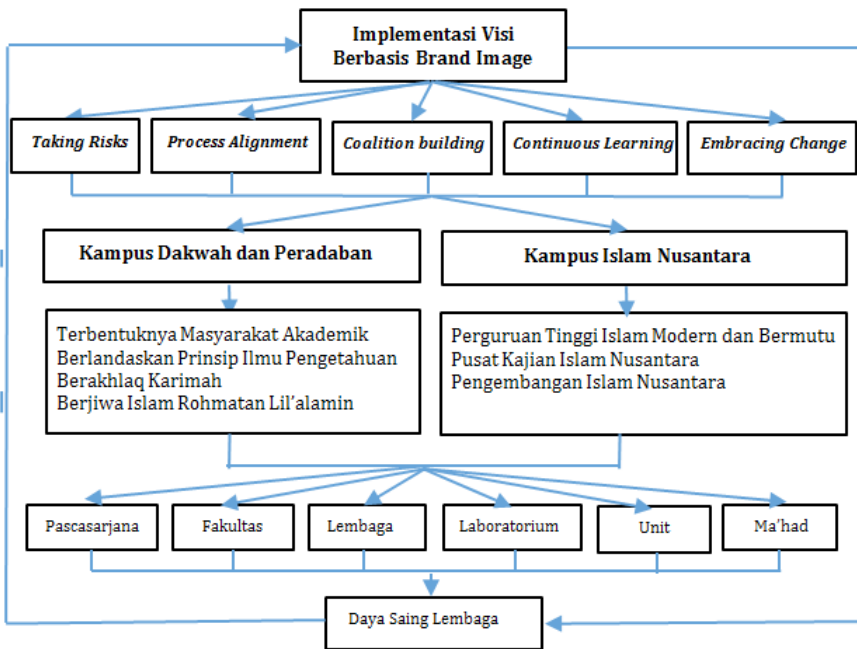 Implementasi Visi
Berbasis Brand Image
Taking Risks
Process Alignment
Coalition building
Continuous Learning
Embracing Change
Kampus Dakwah dan Peradaban
Kampus Islam Nusantara
Terbentuknya Masyarakat Akademik
Berlandaskan Prinsip Ilmu Pengetahuan
Berakhlaq Karimah
Berjiwa Islam Rohmatan Lil’alamin
Perguruan Tinggi Islam Modern dan Bermutu
Pusat Kajian Islam Nusantara
Pengembangan Islam Nusantara
Pascasarjana
Fakultas
Lembaga
Laboratorium
Unit
Ma’had
Daya Saing Lembaga